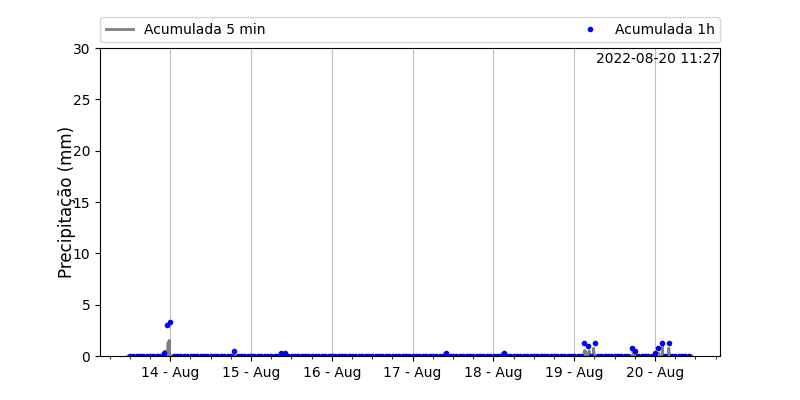 Acumulada 5 min Acumulada 1h
2022-08-20 11:27
Precipitação (mm)
30
25
20
15
10
5
0
14 - Aug 15 - Aug 16 - Aug 17 - Aug 18 - Aug 19 - Aug 20 - Aug